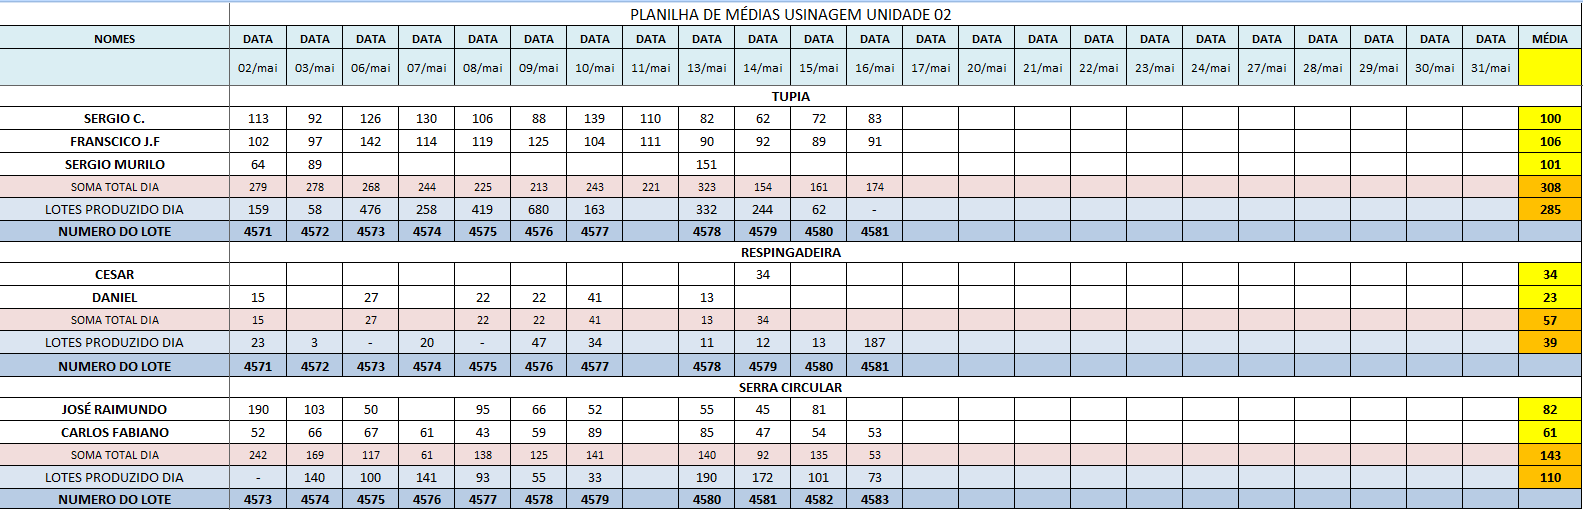 PLANILHA DE MÉDIAS USINAGEM UNIDADE 02
NOMES DATA DATA DATA DATA DATA DATA DATA DATA DATA DATA DATA DATA DATA DATA DATA DATA DATA DATA DATA DATA DATA DATA DATA MÉDIA
02/mai 03/mai 06/mai 07/mai 08/mai 09/mai 10/mai 11/mai 13/mai 14/mai 15/mai 16/mai 17/mai 20/mai 21/mai 22/mai 23/mai 24/mai 27/mai 28/mai 29/mai 30/mai 31/mai
TUPIA
SERGIO C. 113 92 126 130 106 88 139 110 82 62 72 83 100
FRANSCICO J.F 102 97 142 114 119 125 104 111 90 92 89 91 106
SERGIO MURILO 64 89 151 101
SOMA TOTAL DIA 279 278 268 244 225 213 243 221 323 154 161 174 308
LOTES PRODUZIDO DIA 159 58 476 258 419 680 163 332 244 62 - 285
NUMERO DO LOTE 4571 4572 4573 4574 4575 4576 4577 4578 4579 4580 4581
RESPINGADEIRA
CESAR 34 34
DANIEL 15 27 22 22 41 13 23
SOMA TOTAL DIA 15 27 22 22 41 13 34 57
LOTES PRODUZIDO DIA 23 3 - 20 - 47 34 11 12 13 187 39
NUMERO DO LOTE 4571 4572 4573 4574 4575 4576 4577 4578 4579 4580 4581
SERRA CIRCULAR
JOSÉ RAIMUNDO 190 103 50 95 66 52 55 45 81 82
CARLOS FABIANO 52 66 67 61 43 59 89 85 47 54 53 61
SOMA TOTAL DIA 242 169 117 61 138 125 141 140 92 135 53 143
LOTES PRODUZIDO DIA - 140 100 141 93 55 33 190 172 101 73 110
NUMERO DO LOTE 4573 4574 4575 4576 4577 4578 4579 4580 4581 4582 4583